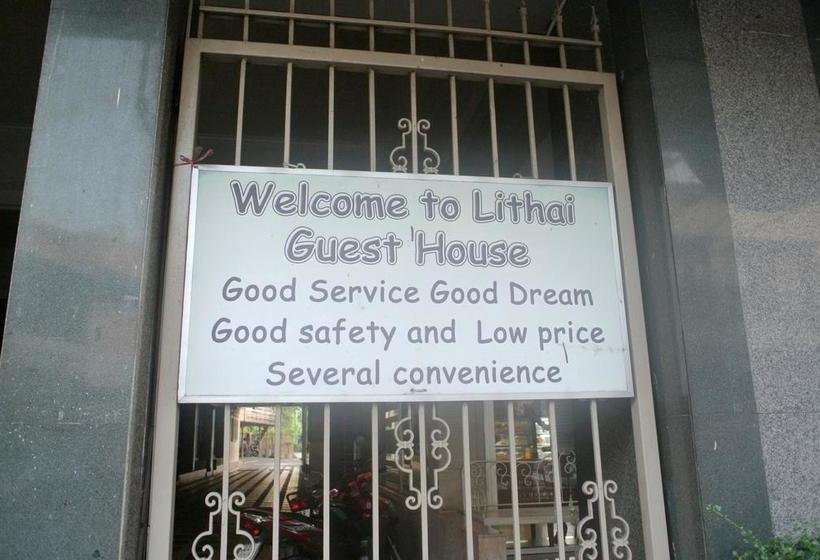 Welcome to Lithai
Guest House
Good Service Good Dream
Good safety and Low price
Several convenience